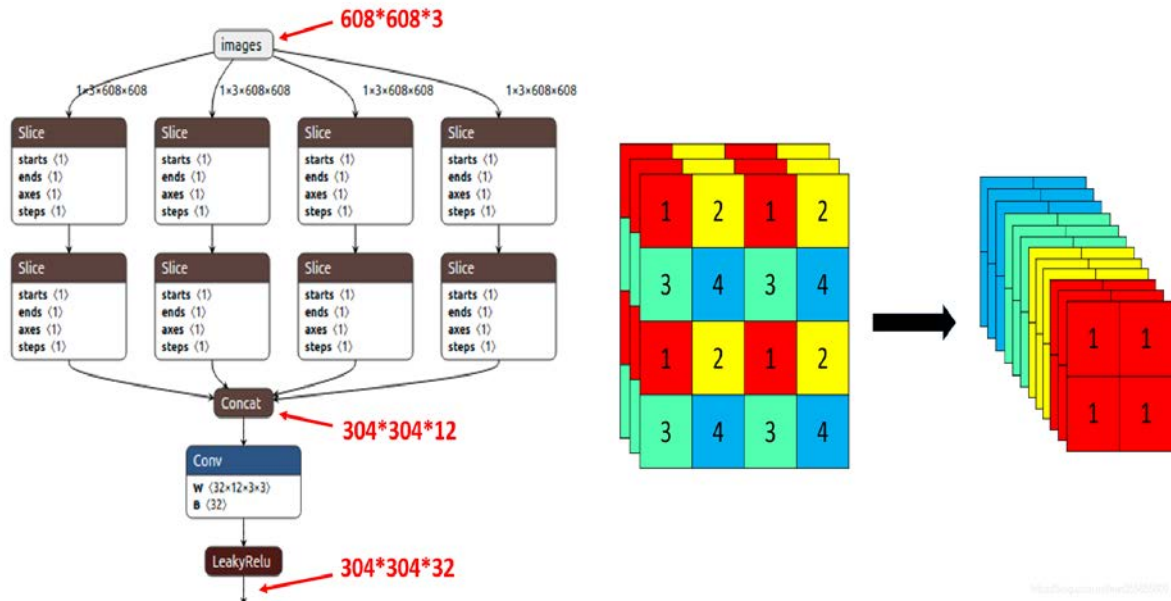 608*608*3
images
1×3×608×608 1×3×608×608 1×3×608×608 1×3×608×608
Slice Slice Slice Slice
starts ⟨1⟩ starts ⟨1⟩ starts ⟨1⟩ starts ⟨1⟩
ends ⟨1⟩ ends ⟨1⟩ ends ⟨1⟩ ends ⟨1⟩
axes ⟨1⟩ axes ⟨1⟩ axes ⟨1⟩ axes ⟨1⟩
steps ⟨1⟩ steps ⟨1⟩ steps ⟨1⟩ steps ⟨1⟩
Slice Slice Slice Slice
starts ⟨1⟩ starts ⟨1⟩ starts ⟨1⟩ starts ⟨1⟩
ends ⟨1⟩ ends ⟨1⟩ ends ⟨1⟩ ends ⟨1⟩
axes ⟨1⟩ axes ⟨1⟩ axes ⟨1⟩ axes ⟨1⟩
steps ⟨1⟩ steps ⟨1⟩ steps ⟨1⟩ steps ⟨1⟩
Concat
304*304*12
Conv
W ⟨32×12×3×3⟩
B ⟨32⟩
LeakyRelu
304*304*32
1 2 1 2
3 4 3 4
1 2 1 2
3 4 3 4
1 1
1 1